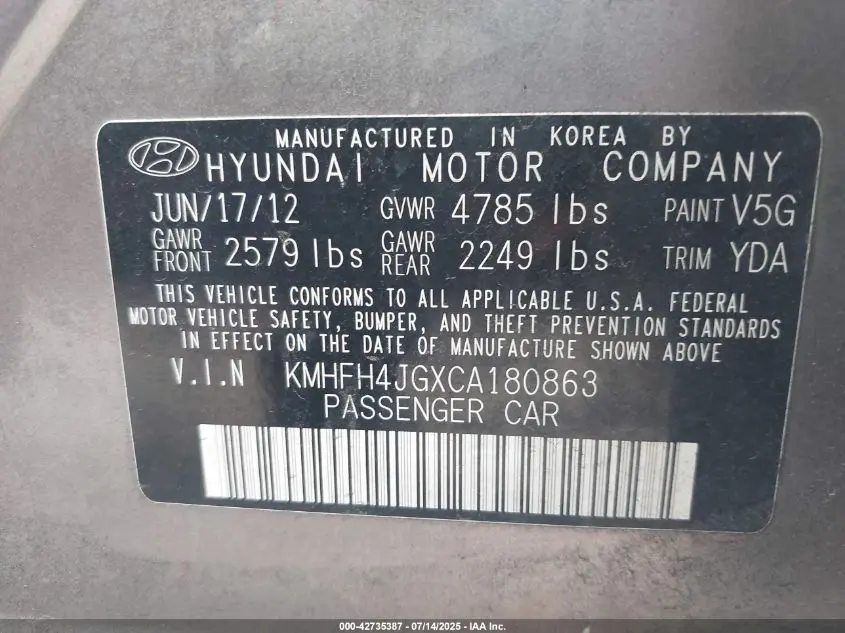 MANUFACTURED IN KOREA BY
HYUNDAI MOTOR COMPANY
JUN/17/12 GVWR 4785 lbs PAINT V5G
GAWR FRONT 2579 lbs GAWR REAR 2249 lbs TRIM YDA
THIS VEHICLE CONFORMS TO ALL APPLICABLE U.S.A. FEDERAL
MOTOR VEHICLE SAFETY, BUMPER, AND THEFT PREVENTION STANDARDS
IN EFFECT ON THE DATE OF MANUFACTURE SHOWN ABOVE
V.I.N KMHFH4JGXCA180863
PASSENGER CAR
000-42735387 - 07/14/2025 - IAA Inc.